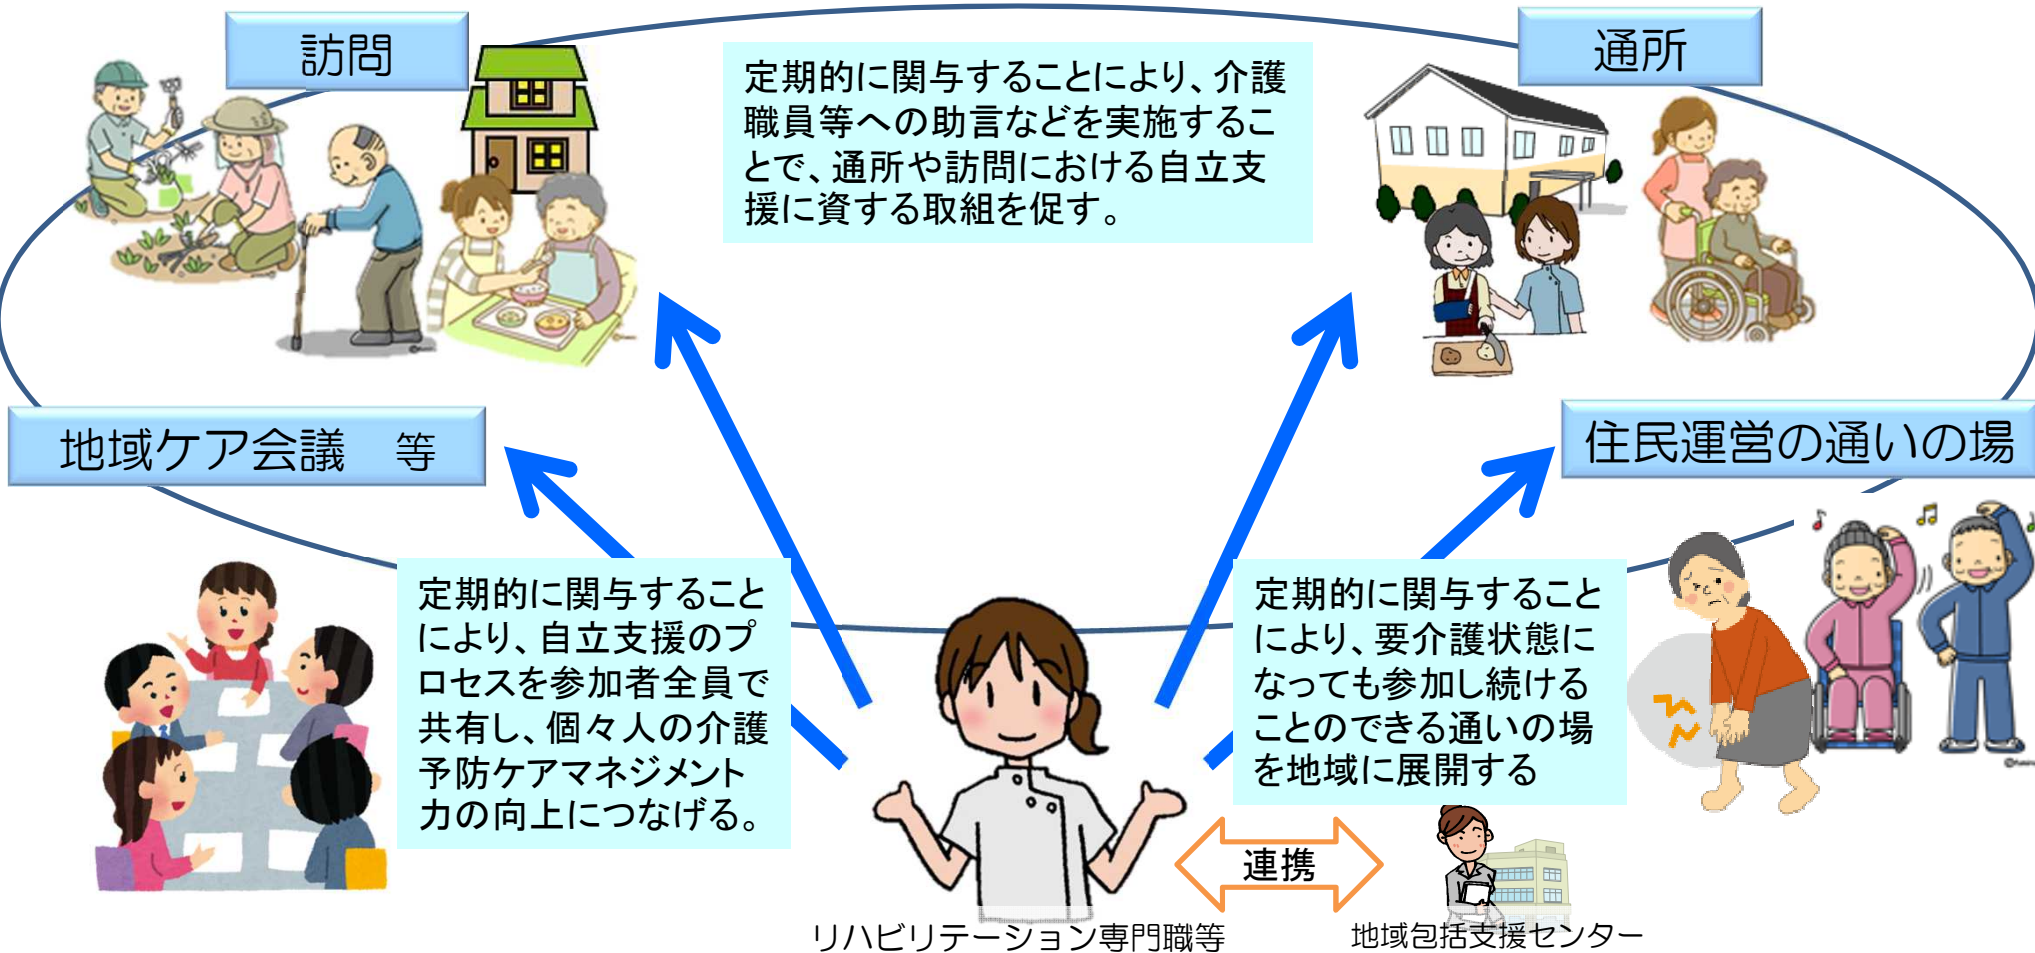 訪問
通所
定期的に関与することにより、介護
職員等への助言などを実施するこ
とで、通所や訪問における自立支
援に資する取組を促す。
地域ケア会議　等
住民運営の通いの場
定期的に関与すること
により、自立支援のプ
ロセスを参加者全員で
共有し、個々人の介護
予防ケアマネジメント
力の向上につなげる。
定期的に関与すること
により、要介護状態に
なっても参加し続ける
ことのできる通いの場
を地域に展開する
連携
リハビリテーション専門職等
地域包括支援センター